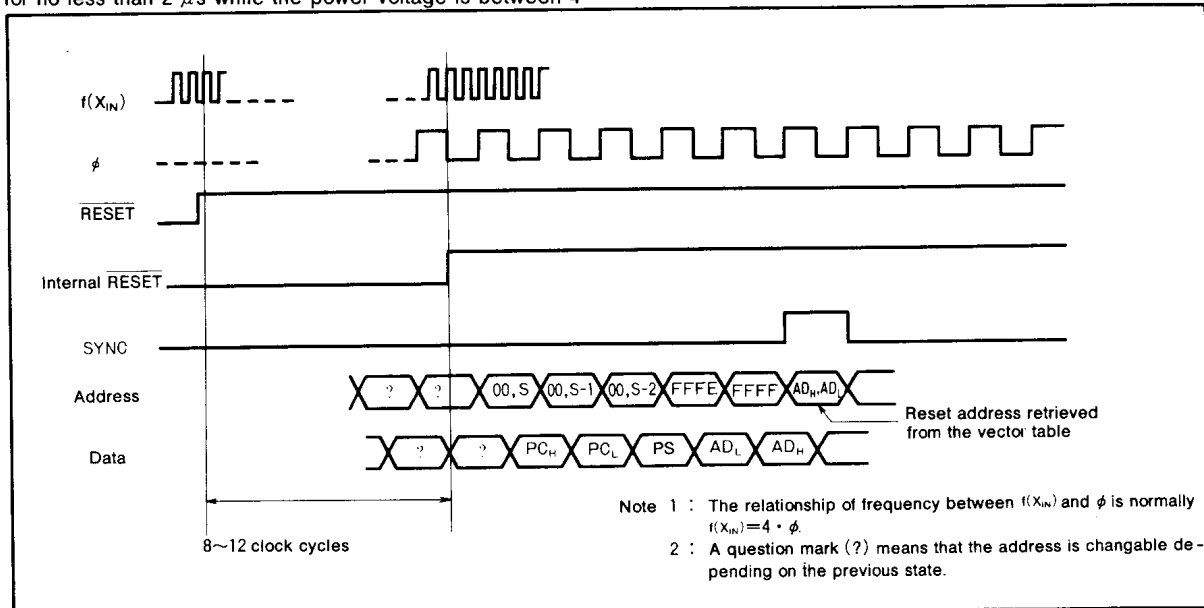 for no less than 2 μs while the power voltage is between 4
f(XIN)
φ
RESET
Internal RESET
SYNC
Address ? ? 00,S 00,S-1 00,S-2 FFFE FFFF ADH,ADL
Reset address retrieved
from the vector table
Data ? ? PCH PCL PS ADL ADH
8~12 clock cycles
Note 1 : The relationship of frequency between f(XIN) and φ is normally
f(XIN)=4・φ.
2 : A question mark (?) means that the address is changable de-
pending on the previous state.